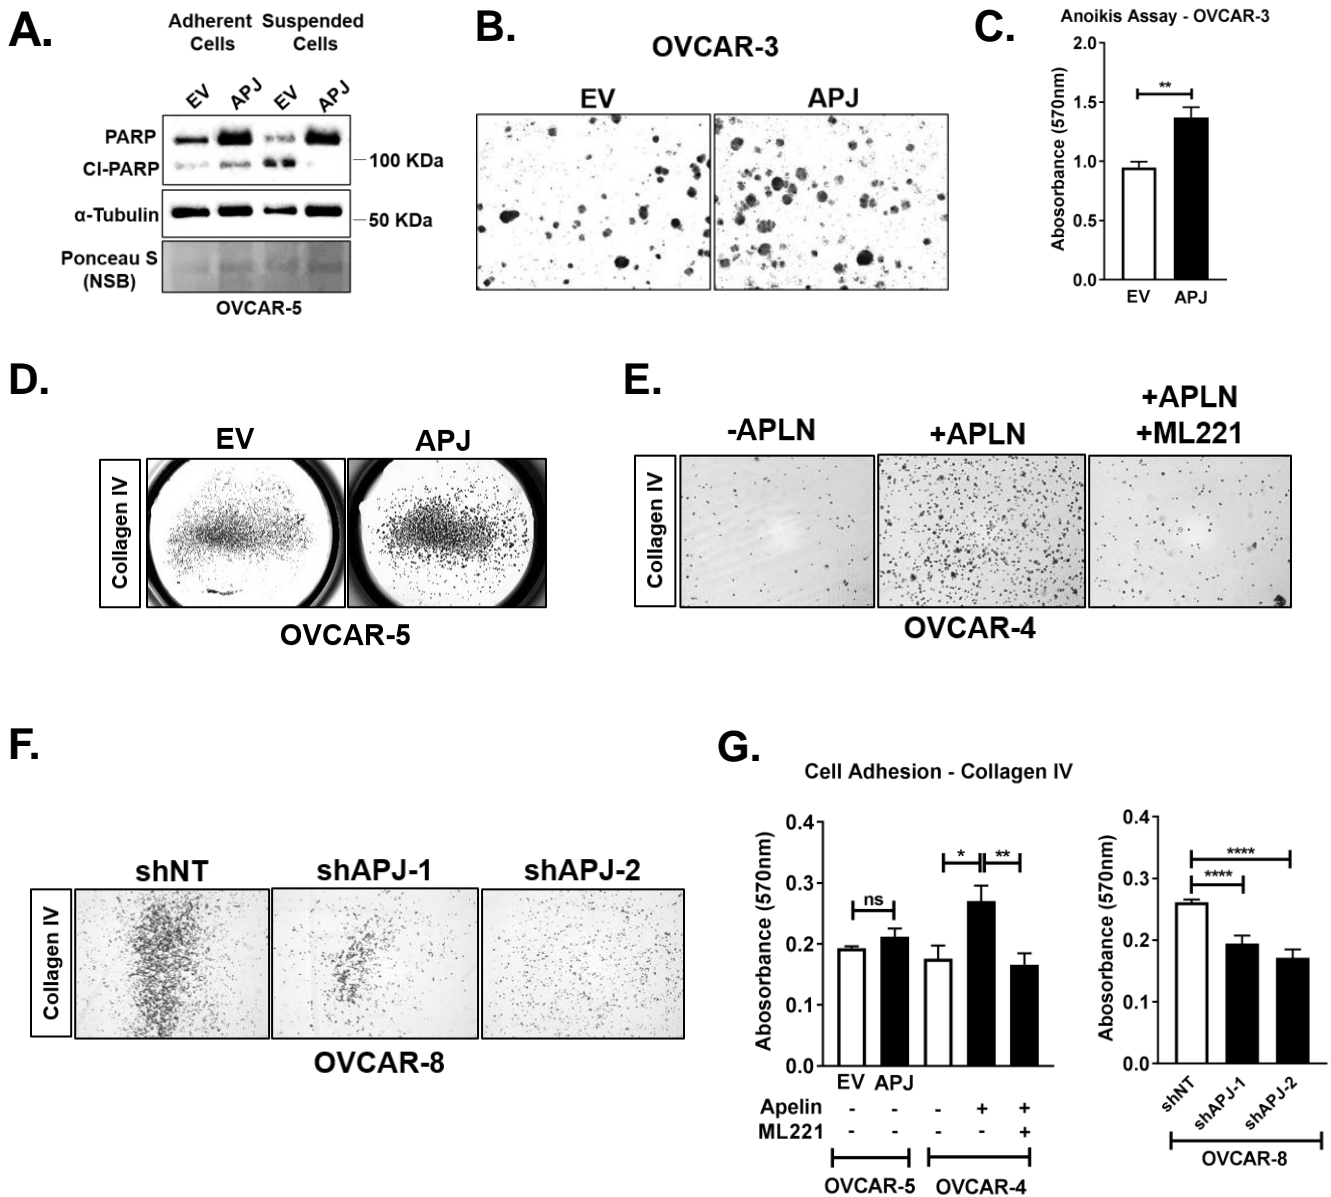 A.
Adherent Suspended
Cells Cells
EV APJ EV APJ
PARP
Cl-PARP
100 KDa
α-Tubulin
50 KDa
Ponceau S
(NSB)
OVCAR-5
B.
OVCAR-3
EV APJ
C.
Anoikis Assay - OVCAR-3
Abosorbance (570nm)
2.0
1.5
1.0
0.5
0.0
**
EV APJ
D.
EV APJ
Collagen IV
OVCAR-5
E.
-APLN
+APLN
+APLN
+ML221
Collagen IV
OVCAR-4
F.
shNT shAPJ-1 shAPJ-2
Collagen IV
OVCAR-8
G.
Cell Adhesion - Collagen IV
Abosorbance (570nm)
0.4
0.3
0.2
0.1
0.0
ns
*
**
EV APJ
Apelin - - - + +
ML221 - - - - +
OVCAR-5 OVCAR-4
Abosorbance (570nm)
0.4
0.3
0.2
0.1
0.0
****
****
shNT shAPJ-1 shAPJ-2
OVCAR-8